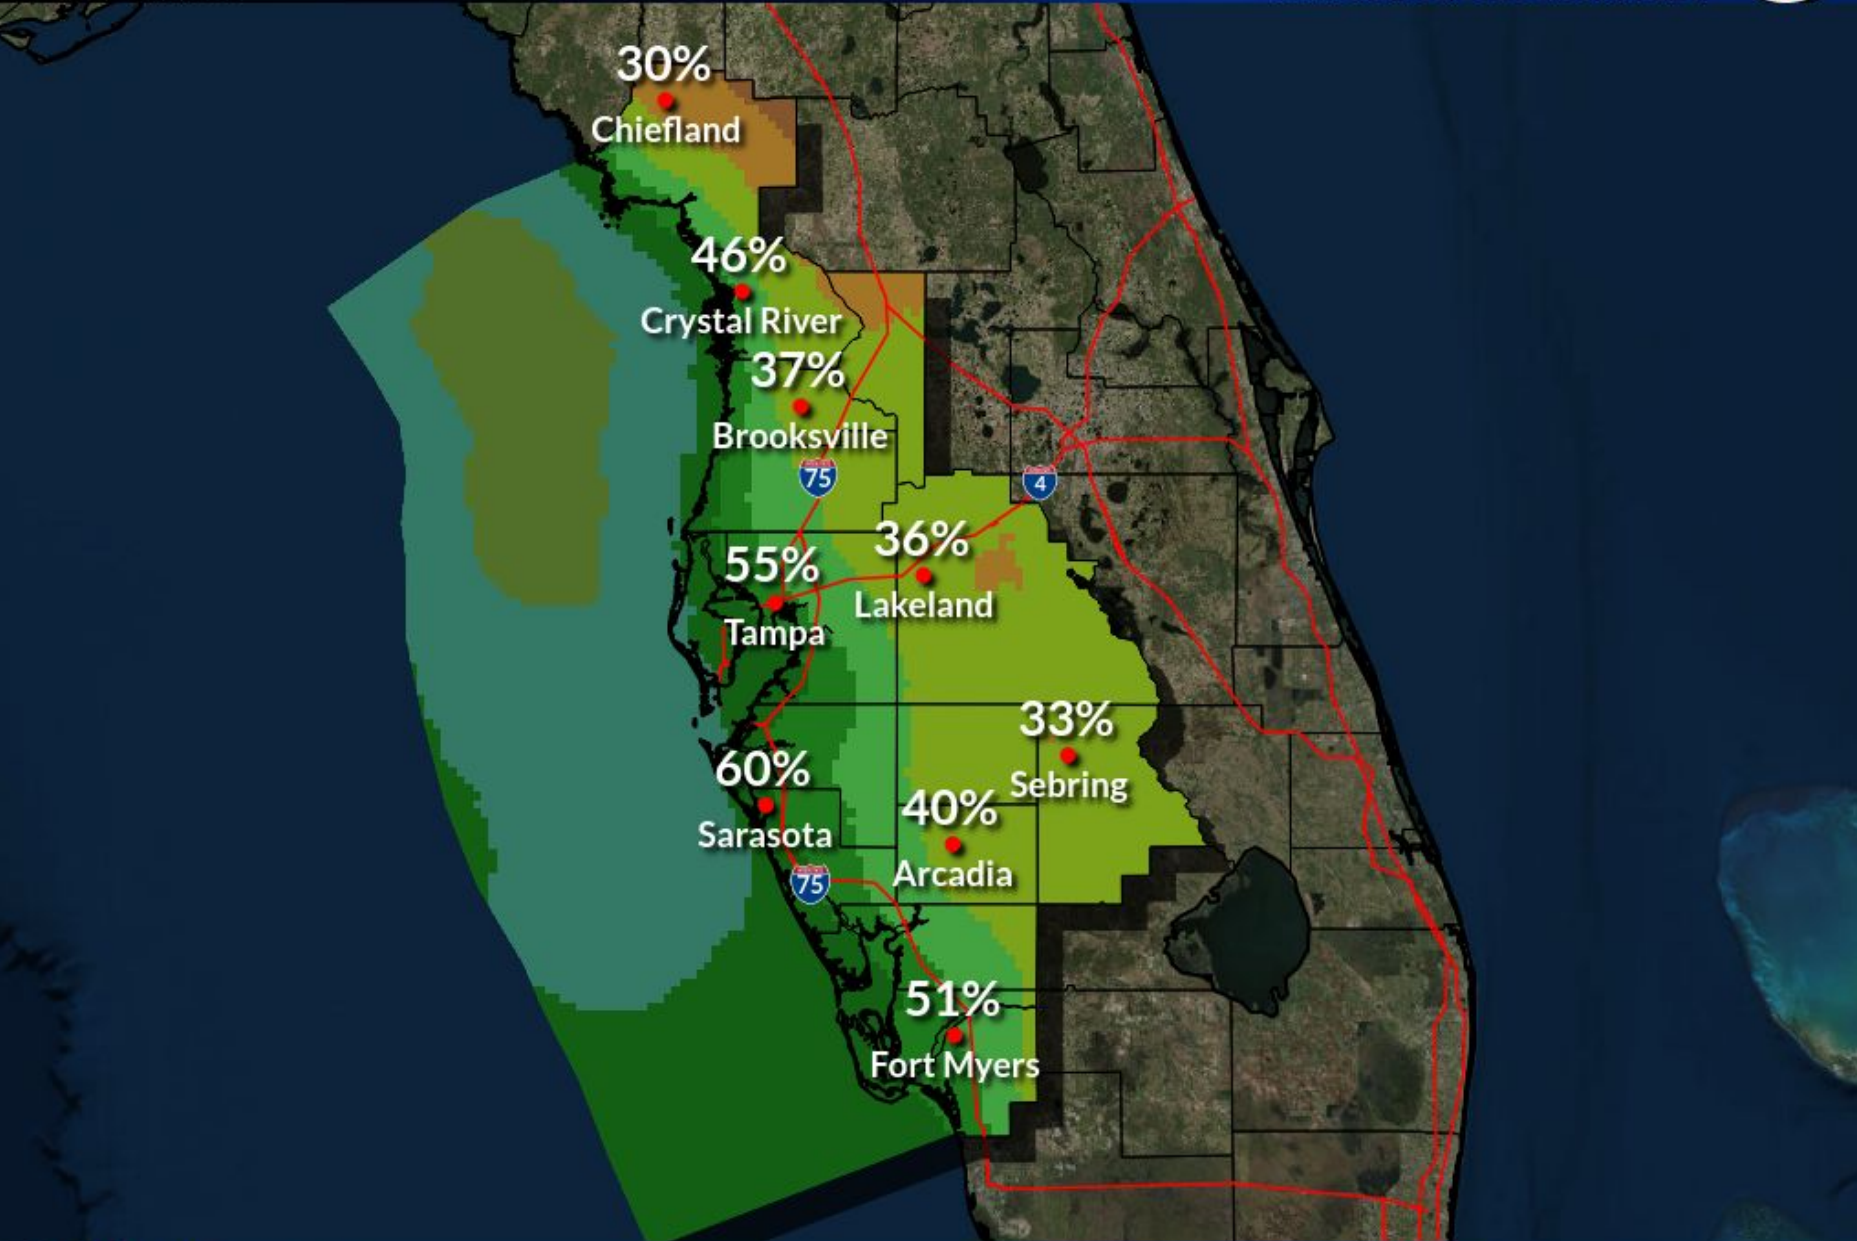 30%
Chiefland
46%
Crystal River
37%
Brooksville
75
4
36%
Lakeland
55%
Tampa
33%
Sebring
60%
Sarasota
40%
Arcadia
75
51%
Fort Myers